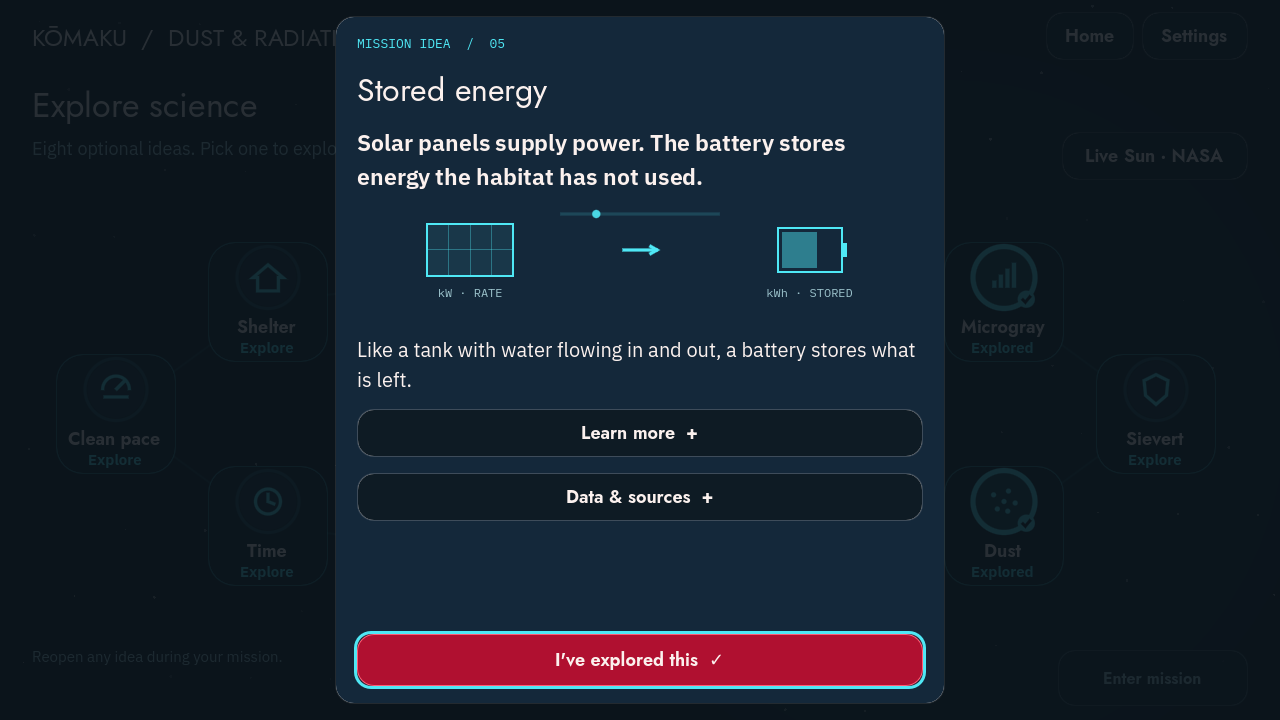 KŌMAKU / DUST & RADIATI
Home
Settings
Explore science
Eight optional ideas. Pick one to explo
Live Sun · NASA
MISSION IDEA / 05
Stored energy
Solar panels supply power. The battery stores
energy the habitat has not used.
kW · RATE
kWh · STORED
Like a tank with water flowing in and out, a battery stores what
is left.
Learn more +
Data & sources +
I've explored this ✓
Shelter
Explore
Clean pace
Explore
Time
Explore
Microgray
Explored
Sievert
Explore
Dust
Explored
Reopen any idea during your mission.
Enter mission